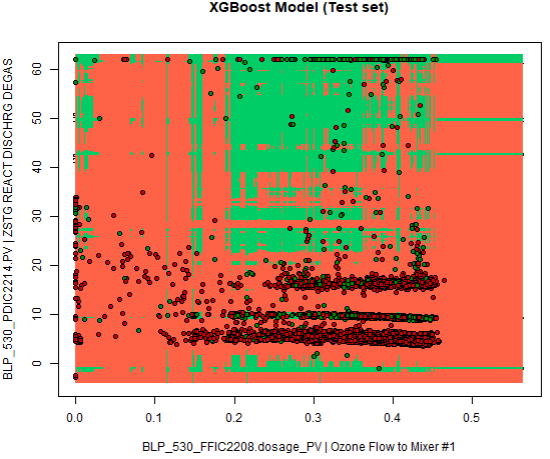 XGBoost Model (Test set)
BLP_530_PDIC2214.PV | ZSTG REACT DISCHRG DEGAS
60
50
40
30
20
10
0
0.0 0.1 0.2 0.3 0.4 0.5
BLP_530_FFIC2208.dosage_PV | Ozone Flow to Mixer #1